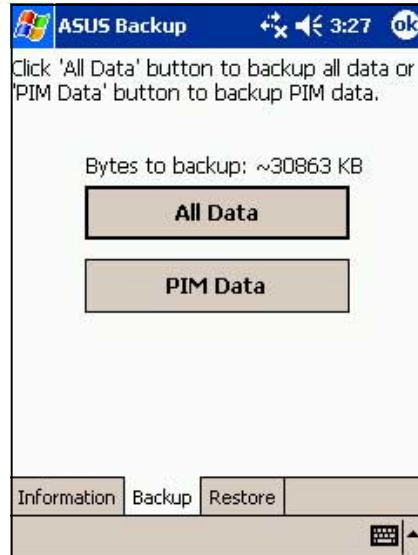 ASUS Backup 3:27 ok
Click 'All Data' button to backup all data or
'PIM Data' button to backup PIM data.
Bytes to backup: ~30863 KB
All Data
PIM Data
Information Backup Restore